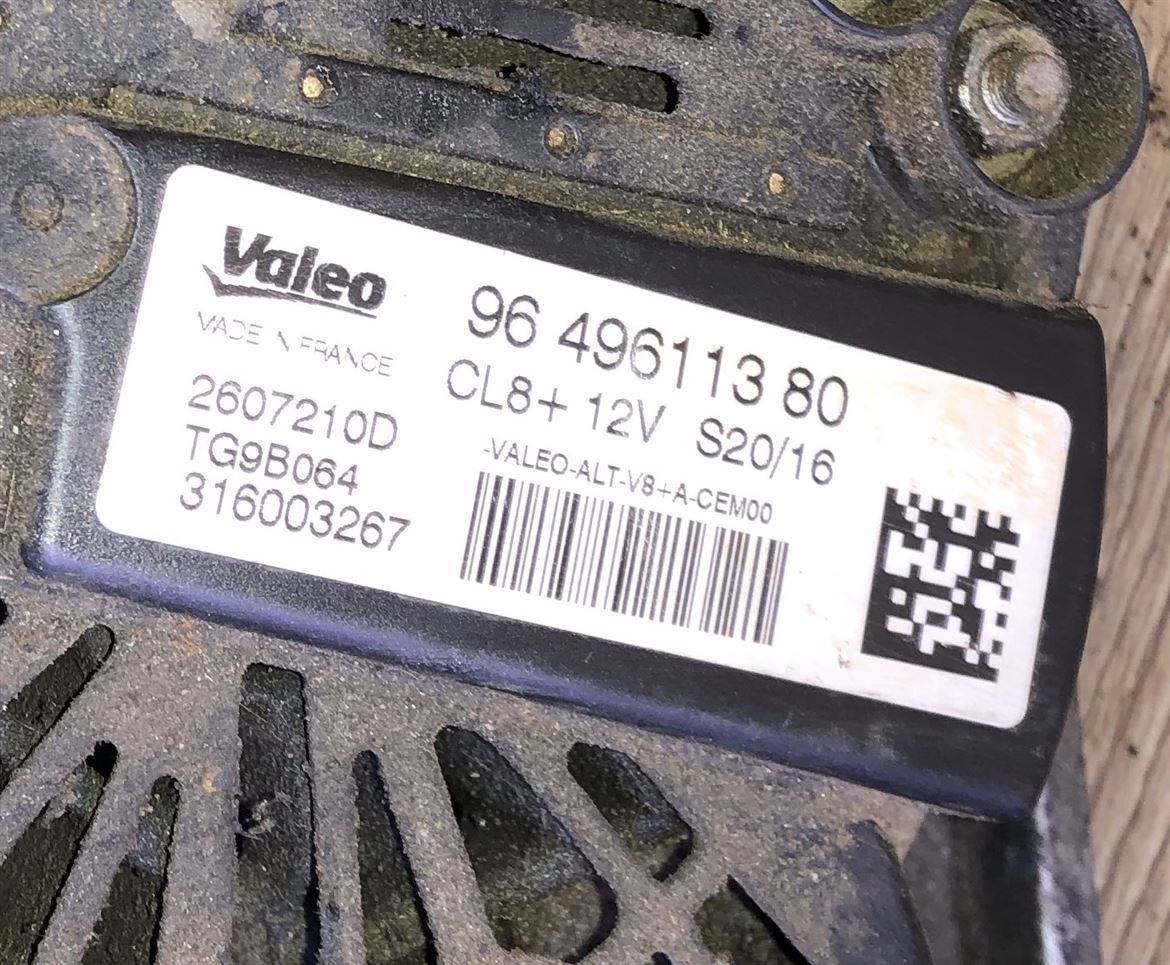 Valeo
MADE IN FRANCE
2607210D
TG9B064
316003267
96 496113 80
CL8+ 12V S20/16
-VALEO-ALT-V8+A-CEM00